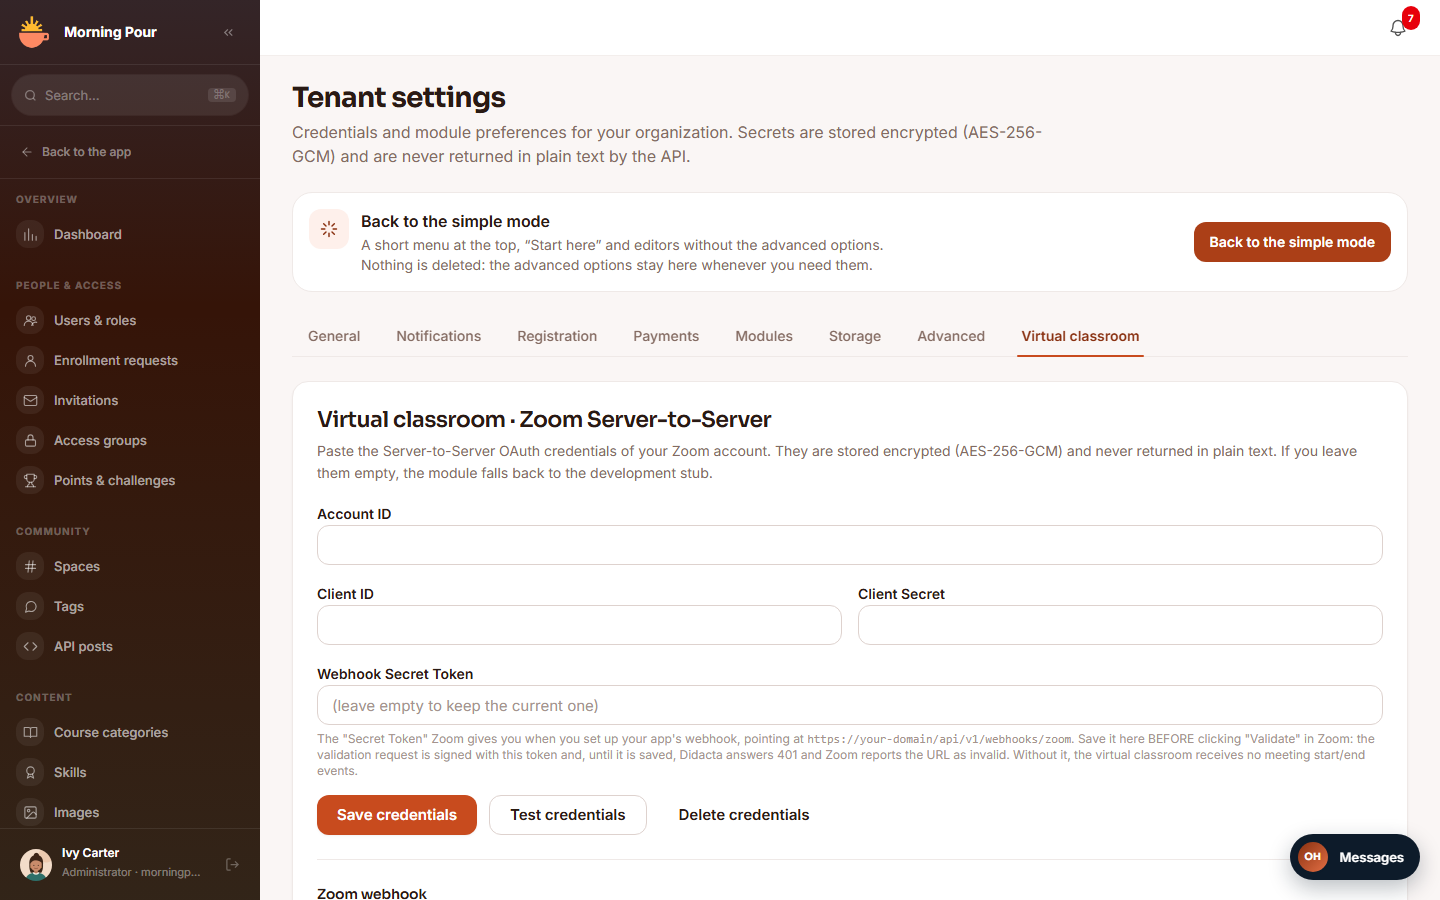 Morning Pour
Search...
⌘K
Back to the app
OVERVIEW
Dashboard
PEOPLE & ACCESS
Users & roles
Enrollment requests
Invitations
Access groups
Points & challenges
COMMUNITY
Spaces
Tags
API posts
CONTENT
Course categories
Skills
Images
Ivy Carter
Administrator · morningp...
7
Tenant settings
Credentials and module preferences for your organization. Secrets are stored encrypted (AES-256-
GCM) and are never returned in plain text by the API.
Back to the simple mode
A short menu at the top, “Start here” and editors without the advanced options.
Nothing is deleted: the advanced options stay here whenever you need them.
Back to the simple mode
General
Notifications
Registration
Payments
Modules
Storage
Advanced
Virtual classroom
Virtual classroom · Zoom Server-to-Server
Paste the Server-to-Server OAuth credentials of your Zoom account. They are stored encrypted (AES-256-GCM) and never returned in plain text. If you leave
them empty, the module falls back to the development stub.
Account ID
Client ID
Client Secret
Webhook Secret Token
(leave empty to keep the current one)
The "Secret Token" Zoom gives you when you set up your app's webhook, pointing at https://your-domain/api/v1/webhooks/zoom. Save it here BEFORE clicking "Validate" in Zoom: the
validation request is signed with this token and, until it is saved, Didacta answers 401 and Zoom reports the URL as invalid. Without it, the virtual classroom receives no meeting start/end
events.
Save credentials
Test credentials
Delete credentials
Zoom webhook
OH
Messages